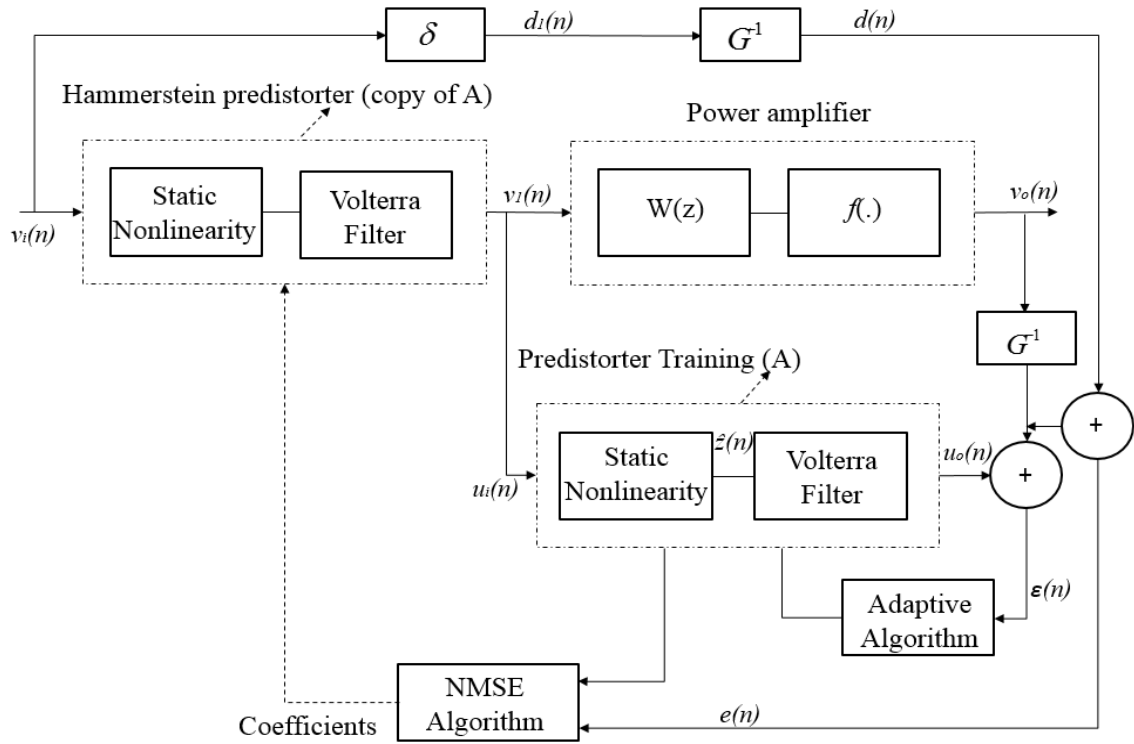 δ
d₁(n)
G⁻¹
d(n)
Hammerstein predistorter (copy of A)
Power amplifier
Static
Nonlinearity
Volterra
Filter
v₁(n)
W(z)
f(.)
vₒ(n)
vᵢ(n)
G⁻¹
Predistorter Training (A)
+
Static
Nonlinearity
ẑ(n)
Volterra
Filter
uₒ(n)
+
uᵢ(n)
ε(n)
Adaptive
Algorithm
NMSE
Algorithm
Coefficients
e(n)